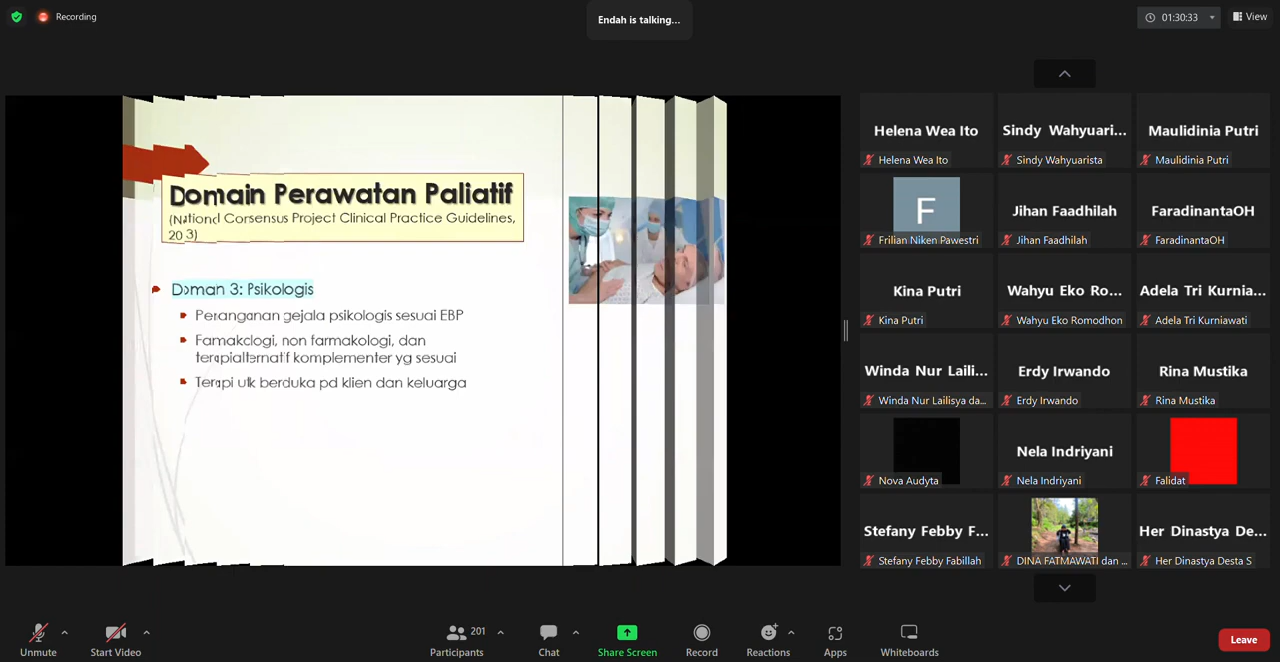 Recording
Endah is talking...
01:30:33
View
Domain Perawatan Paliatif
(National Consensus Project Clinical Practice Guidelines,
Domain 3: Psikologis
gejala psikologis sesuai EBP
non farmakologi, dan
komplementer yg sesuai
Terapi utk berduka pd klien dan keluarga
Helena Wea Ito
Helena Wea Ito
Sindy Wahyuari...
Sindy Wahyuarista
Maulidinia Putri
Maulidinia Putri
F
Frilian Niken Pawestri
Jihan Faadhilah
Jihan Faadhilah
FaradinantaOH
FaradinantaOH
Kina Putri
Kina Putri
Wahyu Eko Ro...
Wahyu Eko Romodhon
Adela Tri Kurnia...
Adela Tri Kurniawati
Winda Nur Laili...
Winda Nur Lailisya da...
Erdy Irwando
Erdy Irwando
Rina Mustika
Rina Mustika
Nova Audyta
Nela Indriyani
Nela Indriyani
Falidat
Stefany Febby F...
Stefany Febby Fabillah
DINA FATMAWATI dan ...
Her Dinastya De...
Her Dinastya Desta S
Unmute
Start Video
201
Participants
Chat
Share Screen
Record
Reactions
Apps
Whiteboards
Leave